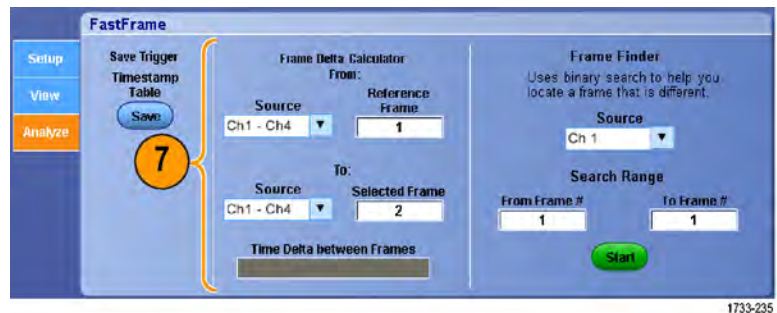 FastFrame
Setup
View
Analyze
Save Trigger
Timestamp
Table
Save
7
Frame Delta Calculator
From:
Source
Reference
Frame
Ch1 - Ch4
1
To:
Source
Selected Frame
Ch1 - Ch4
2
Time Delta between Frames
Frame Finder
Uses binary search to help you
locate a frame that is different.
Source
Ch 1
Search Range
From Frame #
To Frame #
1
1
Start
1733-235